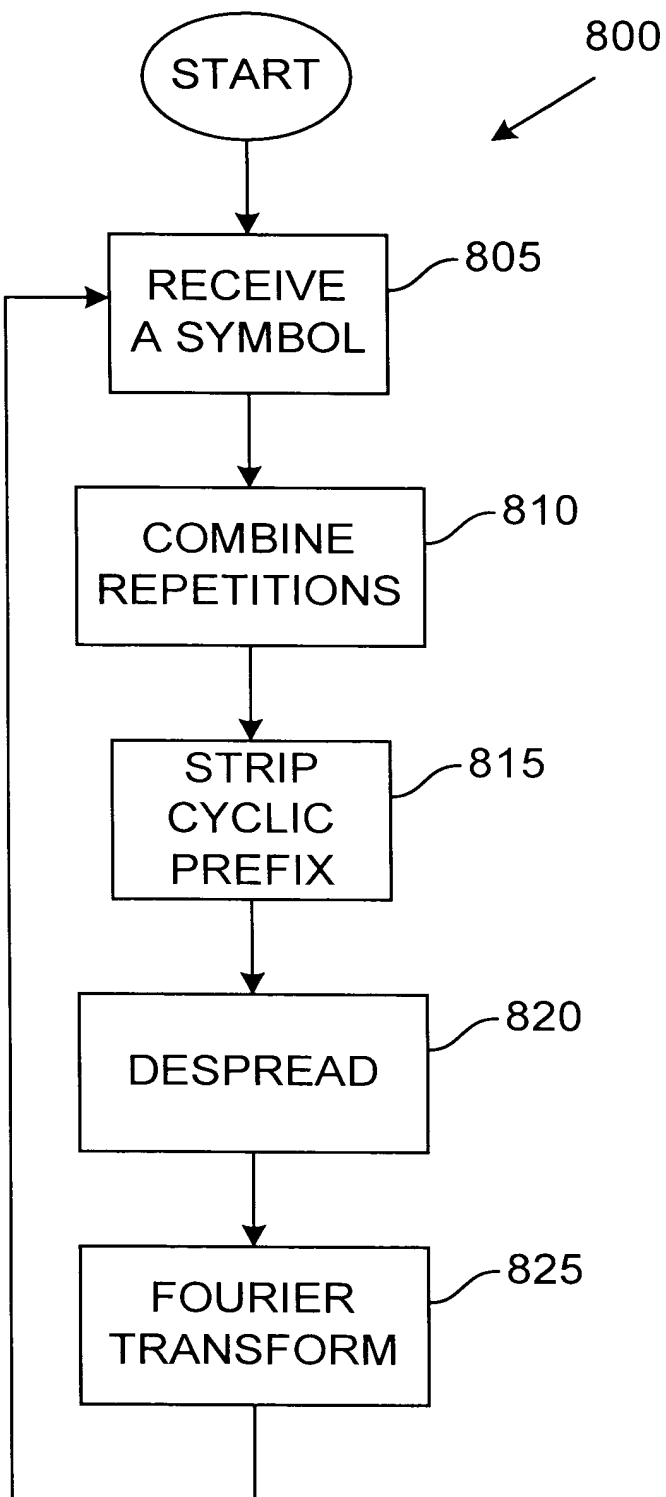 800
START
805
RECEIVE
A SYMBOL
810
COMBINE
REPETITIONS
815
STRIP
CYCLIC
PREFIX
820
DESPREAD
825
FOURIER
TRANSFORM